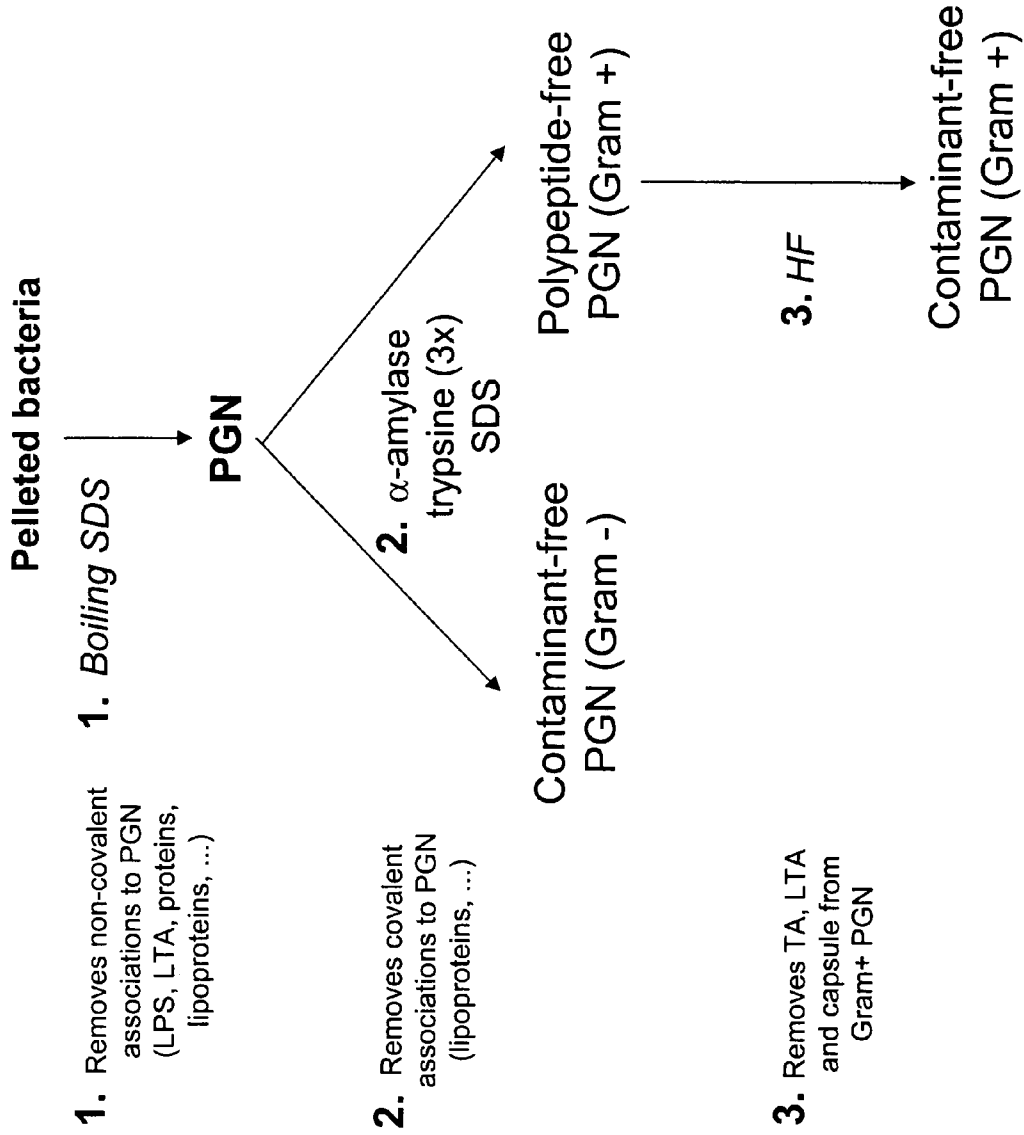 Pelleted bacteria
1. Boiling SDS
PGN
2. α-amylase
trypsine (3x)
SDS
Contaminant-free
PGN (Gram -)
Polypeptide-free
PGN (Gram +)
3. HF
Contaminant-free
PGN (Gram +)
1. Removes non-covalent
associations to PGN
(LPS, LTA, proteins,
lipoproteins, ...)
2. Removes covalent
associations to PGN
(lipoproteins, ...)
3. Removes TA, LTA
and capsule from
Gram+ PGN